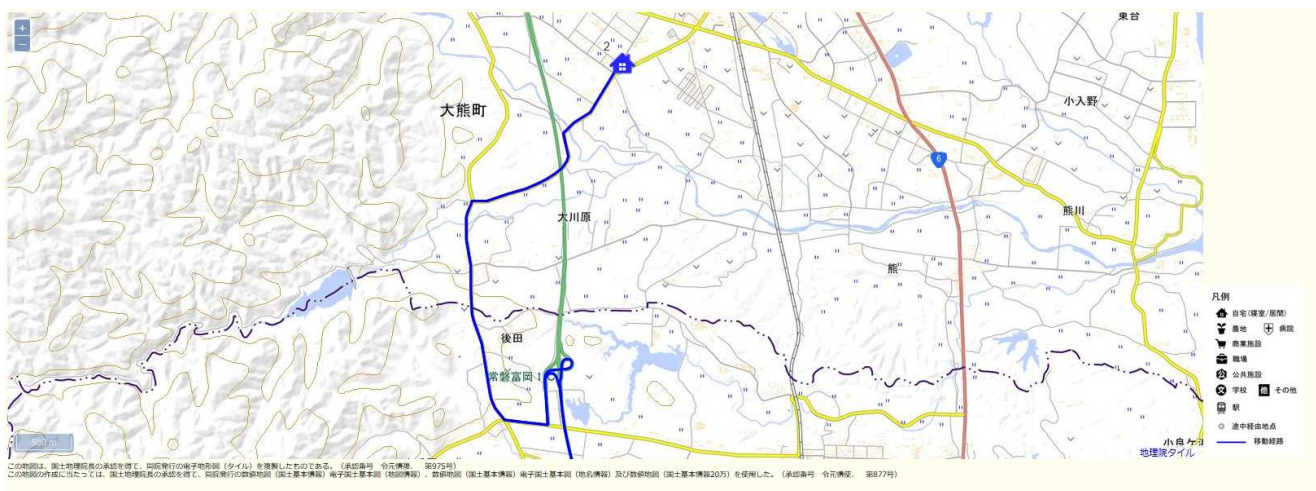 +
−
2
東台
大熊町
小入野
6
大川原
熊川
熊
後田
常磐富岡I
500 m
地理院タイル
凡例
自宅(寝室/居間)
農地
病院
商業施設
職場
公共施設
学校
他 その他
駅
途中経由地点
移動経路
この地図は、国土地理院長の承認を得て、同院発行の電子地形図(タイル)を複製したものである。(承認番号 令元情複、 第975号)
この地図の作成に当たっては、国土地理院長の承認を得て、同院発行の数値地図(国土基本情報)電子国土基本図(地図情報)、数値地図(国土基本情報)電子国土基本図(地名情報)及び数値地図(国土基本情報20万)を使用した。(承認番号 令元情使、 第877号)